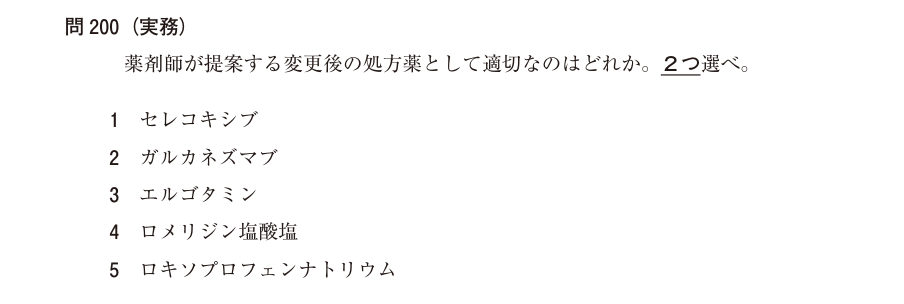 問 200（実務）
薬剤師が提案する変更後の処方薬として適切なのはどれか。２つ選べ。
1 セレコキシブ
2 ガルカネズマブ
3 エルゴタミン
4 ロメリジン塩酸塩
5 ロキソプロフェンナトリウム